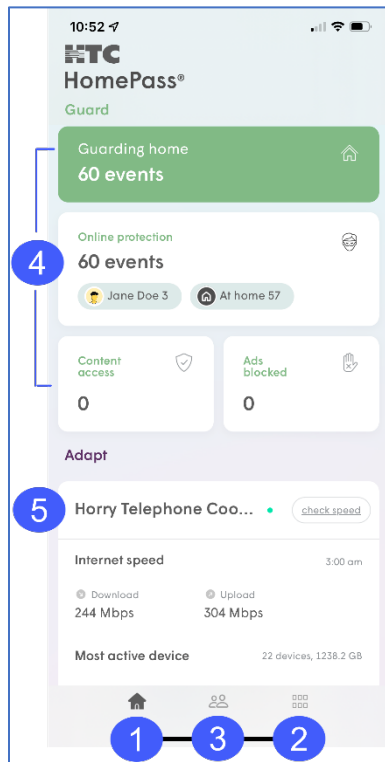 10:52
HTC
HomePass®
Guard
Guarding home
60 events
4
Online protection
60 events
Jane Doe 3 At home 57
Content access
0
Ads blocked
0
Adapt
5
Horry Telephone Coo... check speed
Internet speed 3:00 am
Download Upload
244 Mbps 304 Mbps
Most active device 22 devices, 1238.2 GB
1 3 2